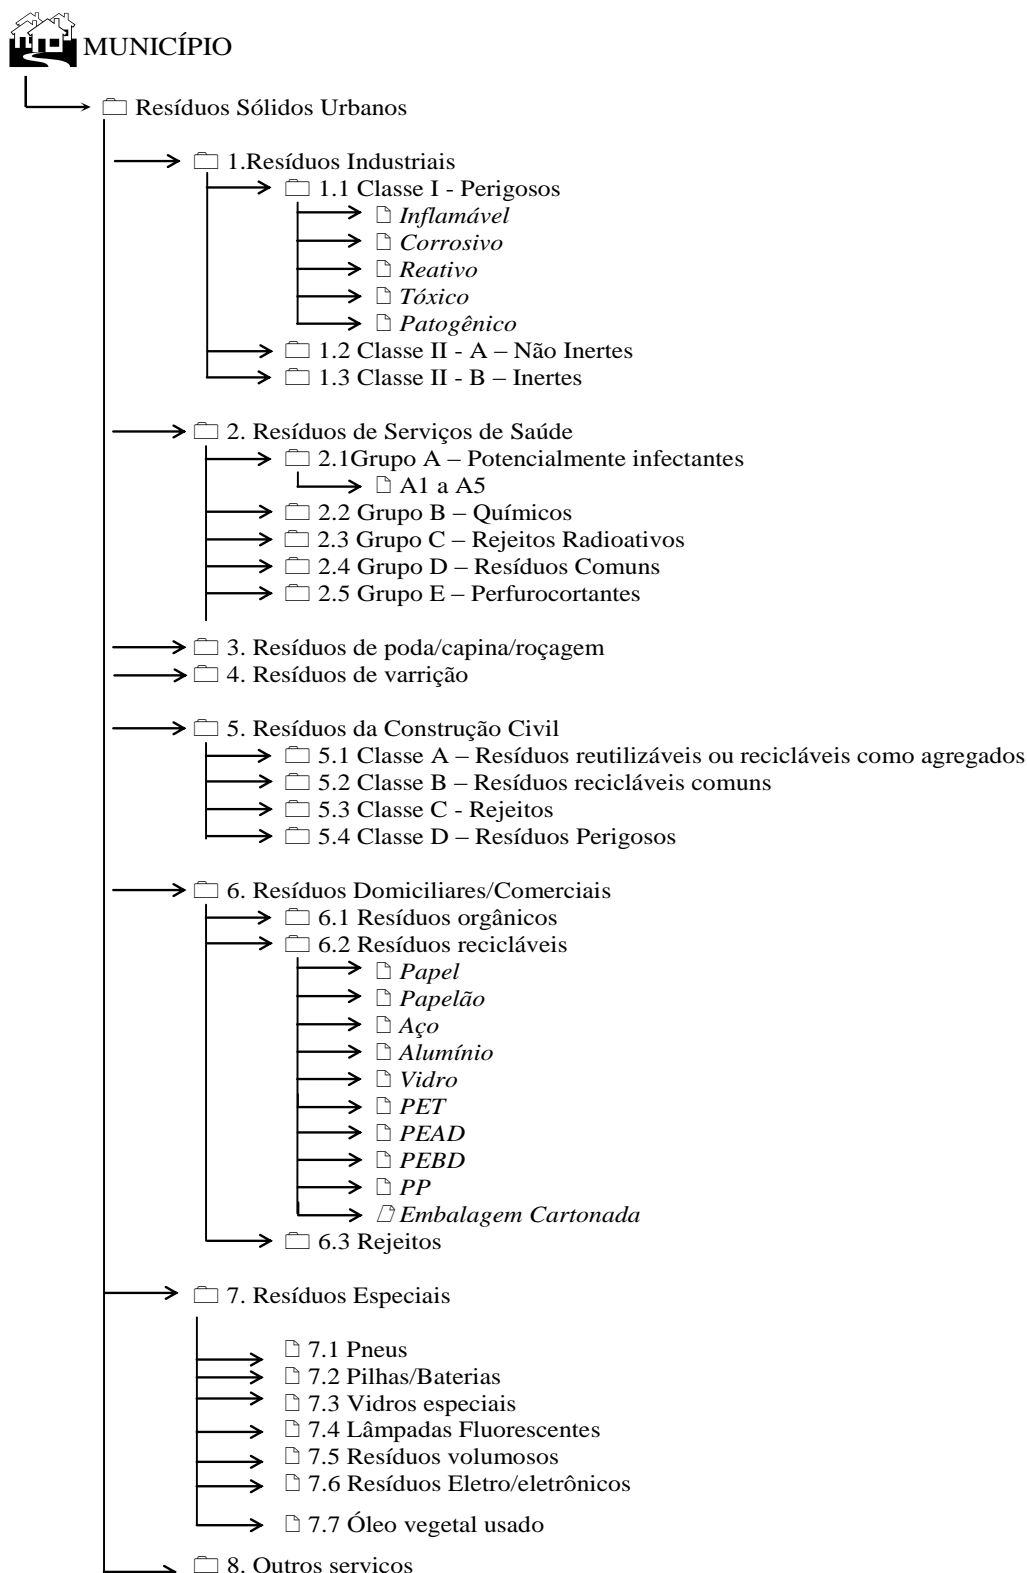 MUNICÍPIO
Resíduos Sólidos Urbanos
1.Resíduos Industriais
1.1 Classe I - Perigosos
Inflamável
Corrosivo
Reativo
Tóxico
Patogênico
1.2 Classe II - A – Não Inertes
1.3 Classe II - B – Inertes
2. Resíduos de Serviços de Saúde
2.1Grupo A – Potencialmente infectantes
A1 a A5
2.2 Grupo B – Químicos
2.3 Grupo C – Rejeitos Radioativos
2.4 Grupo D – Resíduos Comuns
2.5 Grupo E – Perfurocortantes
3. Resíduos de poda/capina/roçagem
4. Resíduos de varrição
5. Resíduos da Construção Civil
5.1 Classe A – Resíduos reutilizáveis ou recicláveis como agregados
5.2 Classe B – Resíduos recicláveis comuns
5.3 Classe C - Rejeitos
5.4 Classe D – Resíduos Perigosos
6. Resíduos Domiciliares/Comerciais
6.1 Resíduos orgânicos
6.2 Resíduos recicláveis
Papel
Papelão
Aço
Alumínio
Vidro
PET
PEAD
PEBD
PP
Embalagem Cartonada
6.3 Rejeitos
7. Resíduos Especiais
7.1 Pneus
7.2 Pilhas/Baterias
7.3 Vidros especiais
7.4 Lâmpadas Fluorescentes
7.5 Resíduos volumosos
7.6 Resíduos Eletro/eletrônicos
7.7 Óleo vegetal usado
8. Outros serviços